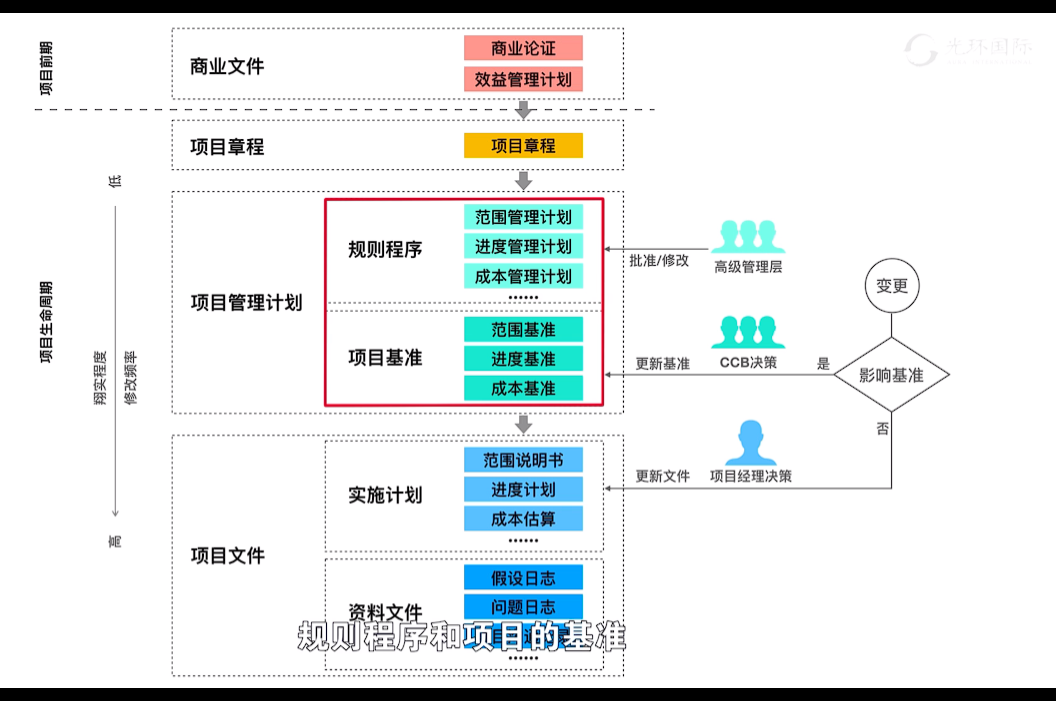 光环国际
项目前期
商业文件
商业论证
效益管理计划
项目章程
项目章程
项目生命周期
低
翔实程度
修改频率
高
项目管理计划
规则程序
范围管理计划
进度管理计划
成本管理计划
......
项目基准
范围基准
进度基准
成本基准
批准/修改
高级管理层
变更
影响基准
是
CCB决策
更新基准
否
项目经理决策
更新文件
项目文件
实施计划
范围说明书
进度计划
成本估算
......
资料文件
假设日志
问题日志
......
规则程序和项目的基准